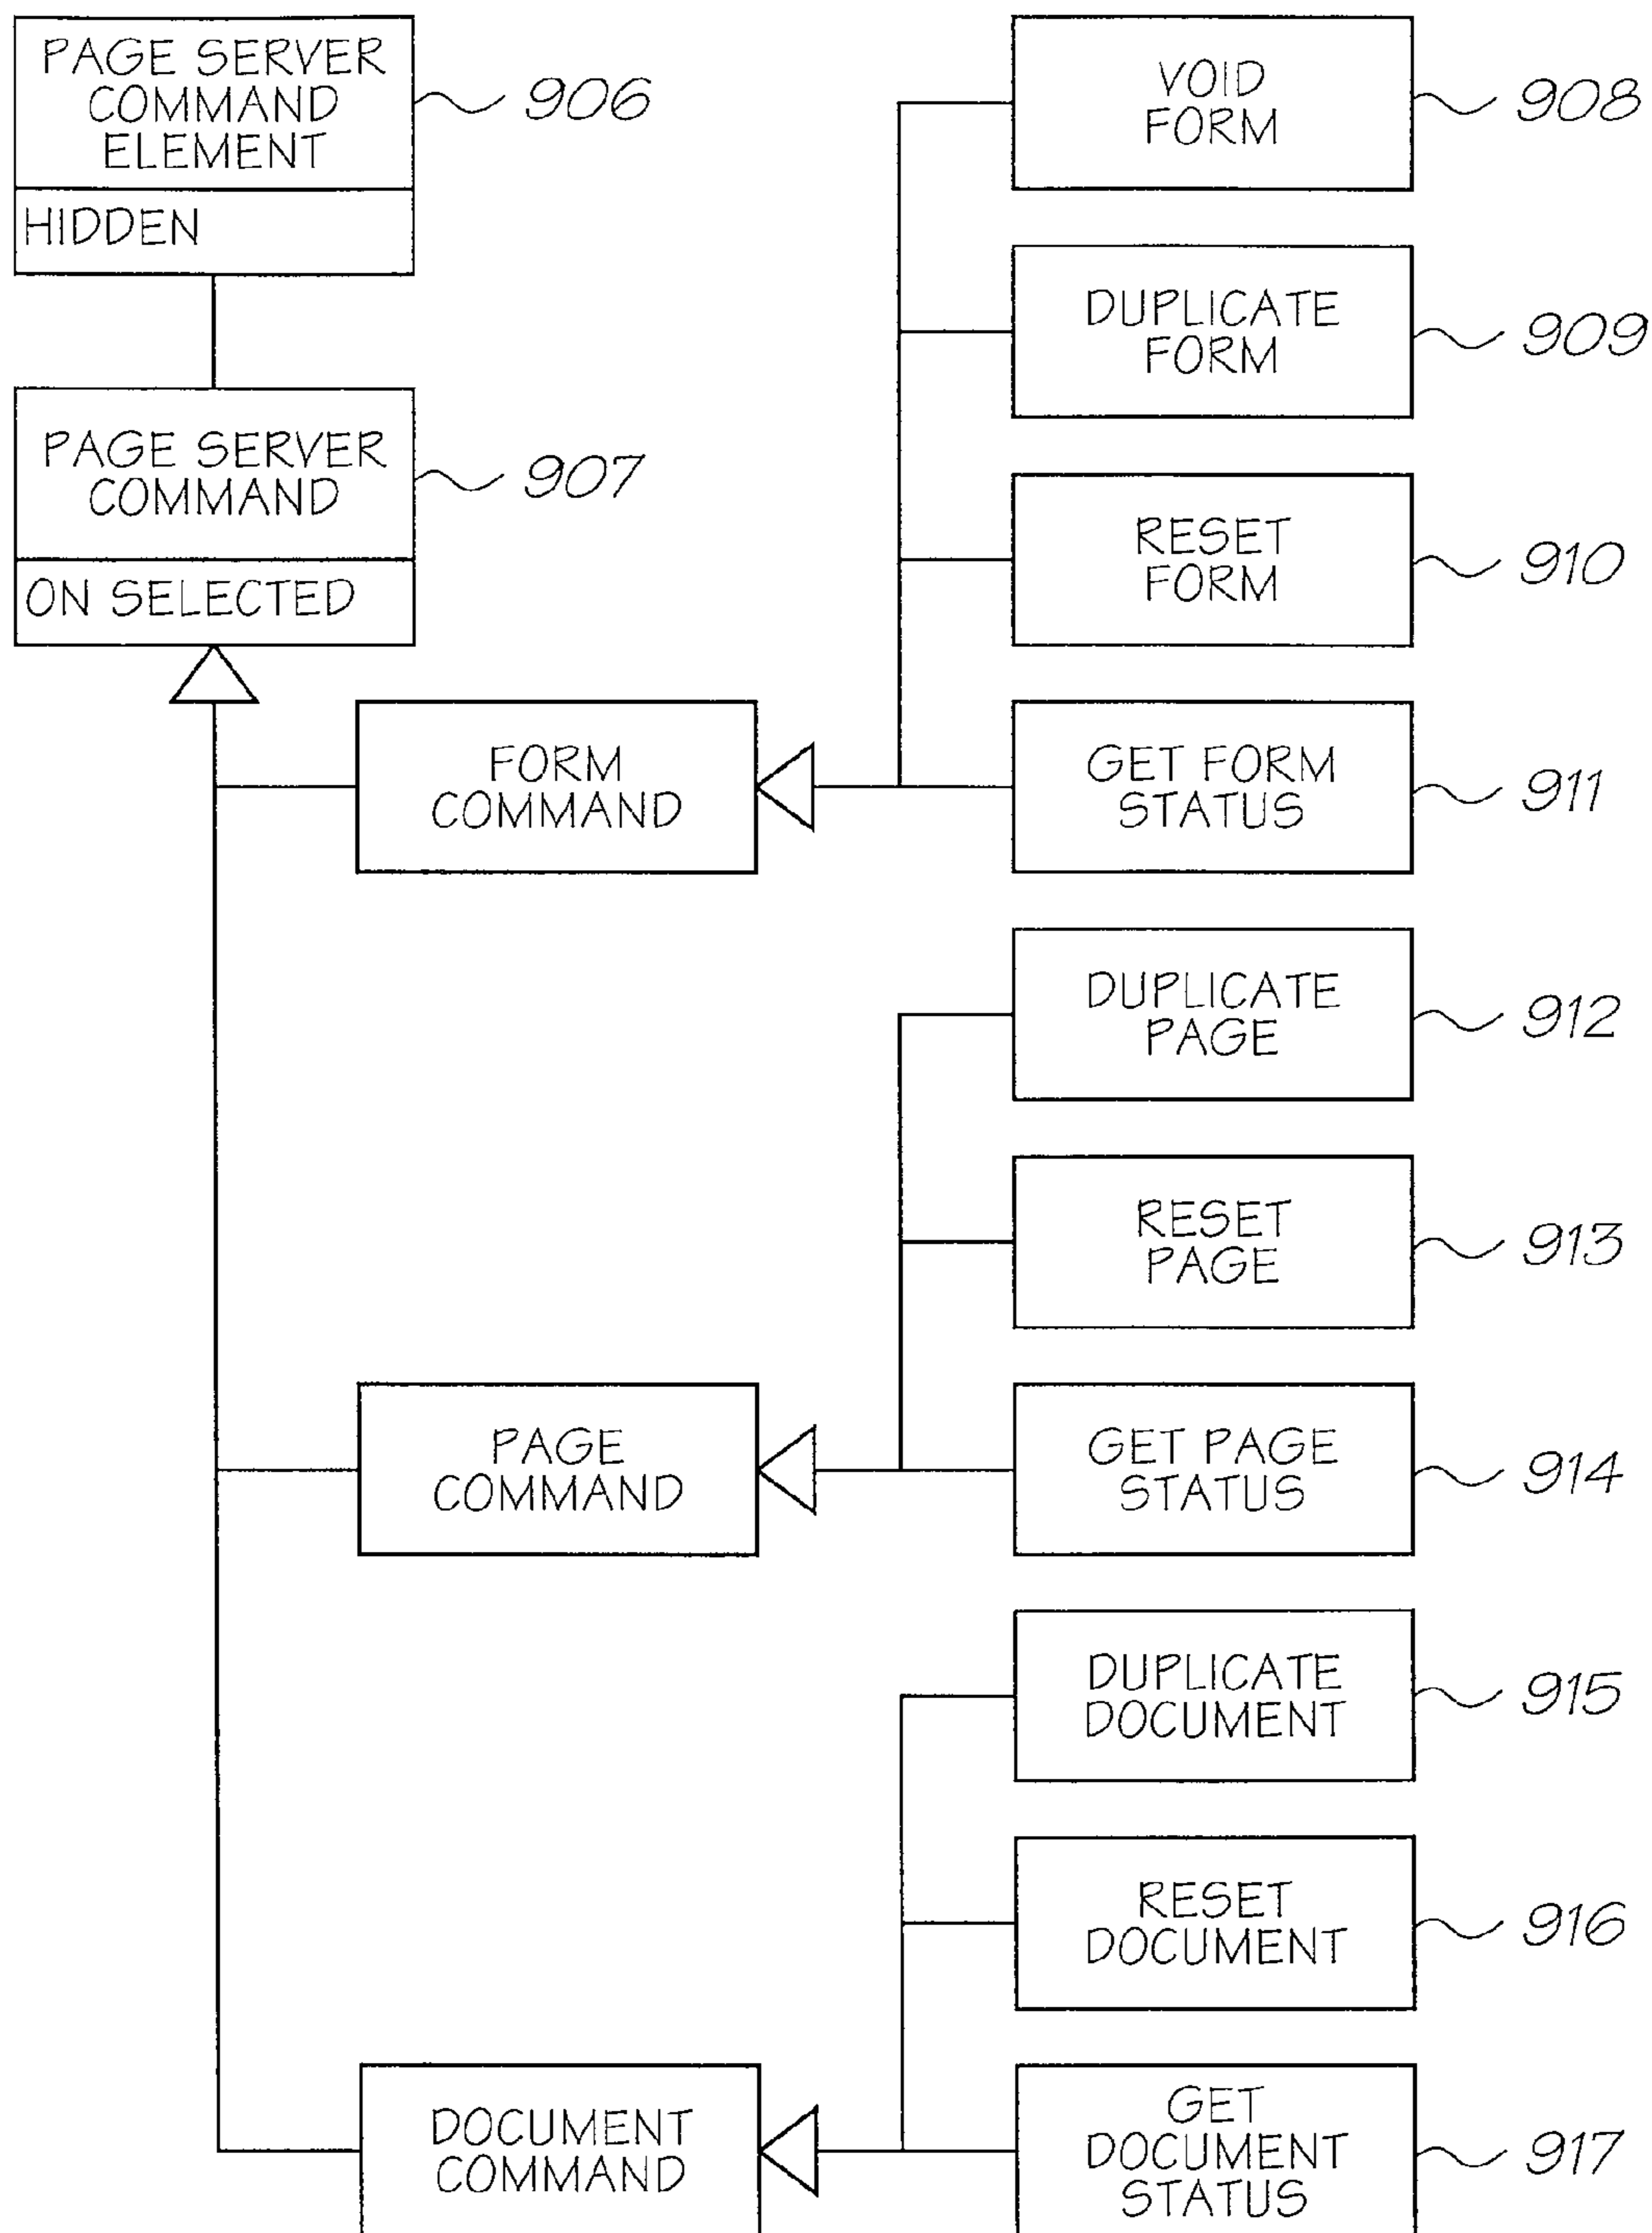 PAGE SERVER
COMMAND
ELEMENT
906
HIDDEN
PAGE SERVER
COMMAND
907
ON SELECTED
VOID
FORM
908
DUPLICATE
FORM
909
RESET
FORM
910
FORM
COMMAND
GET FORM
STATUS
911
DUPLICATE
PAGE
912
RESET
PAGE
913
PAGE
COMMAND
GET PAGE
STATUS
914
DUPLICATE
DOCUMENT
915
RESET
DOCUMENT
916
DOCUMENT
COMMAND
GET
DOCUMENT
STATUS
917